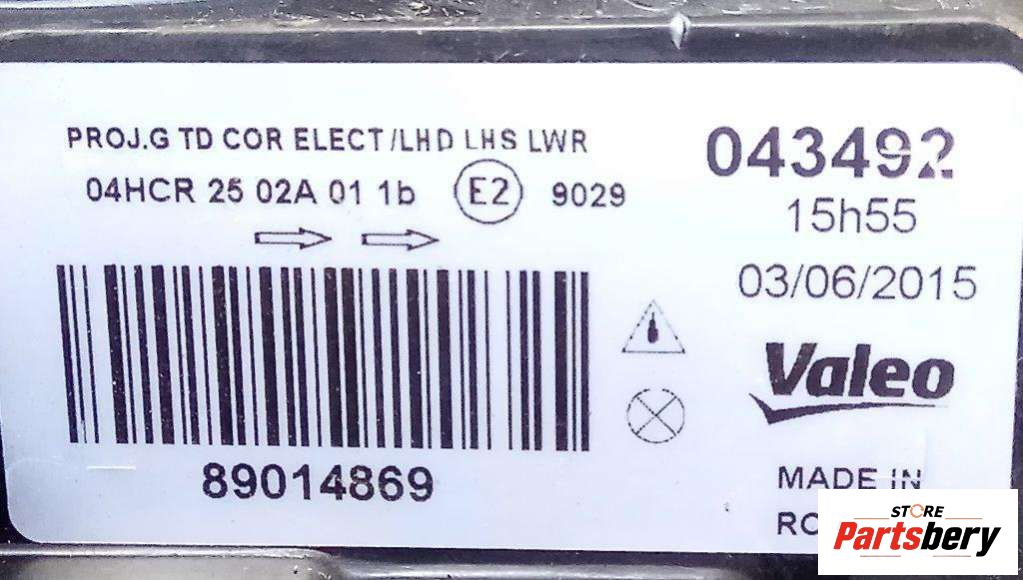 PROJ.G TD COR ELECT/LHD LHS LWR
04HCR 25 02A 01 1b E2 9029
043492
15h55
03/06/2015
Valeo
89014869
MADE IN
STORE
Partsbery